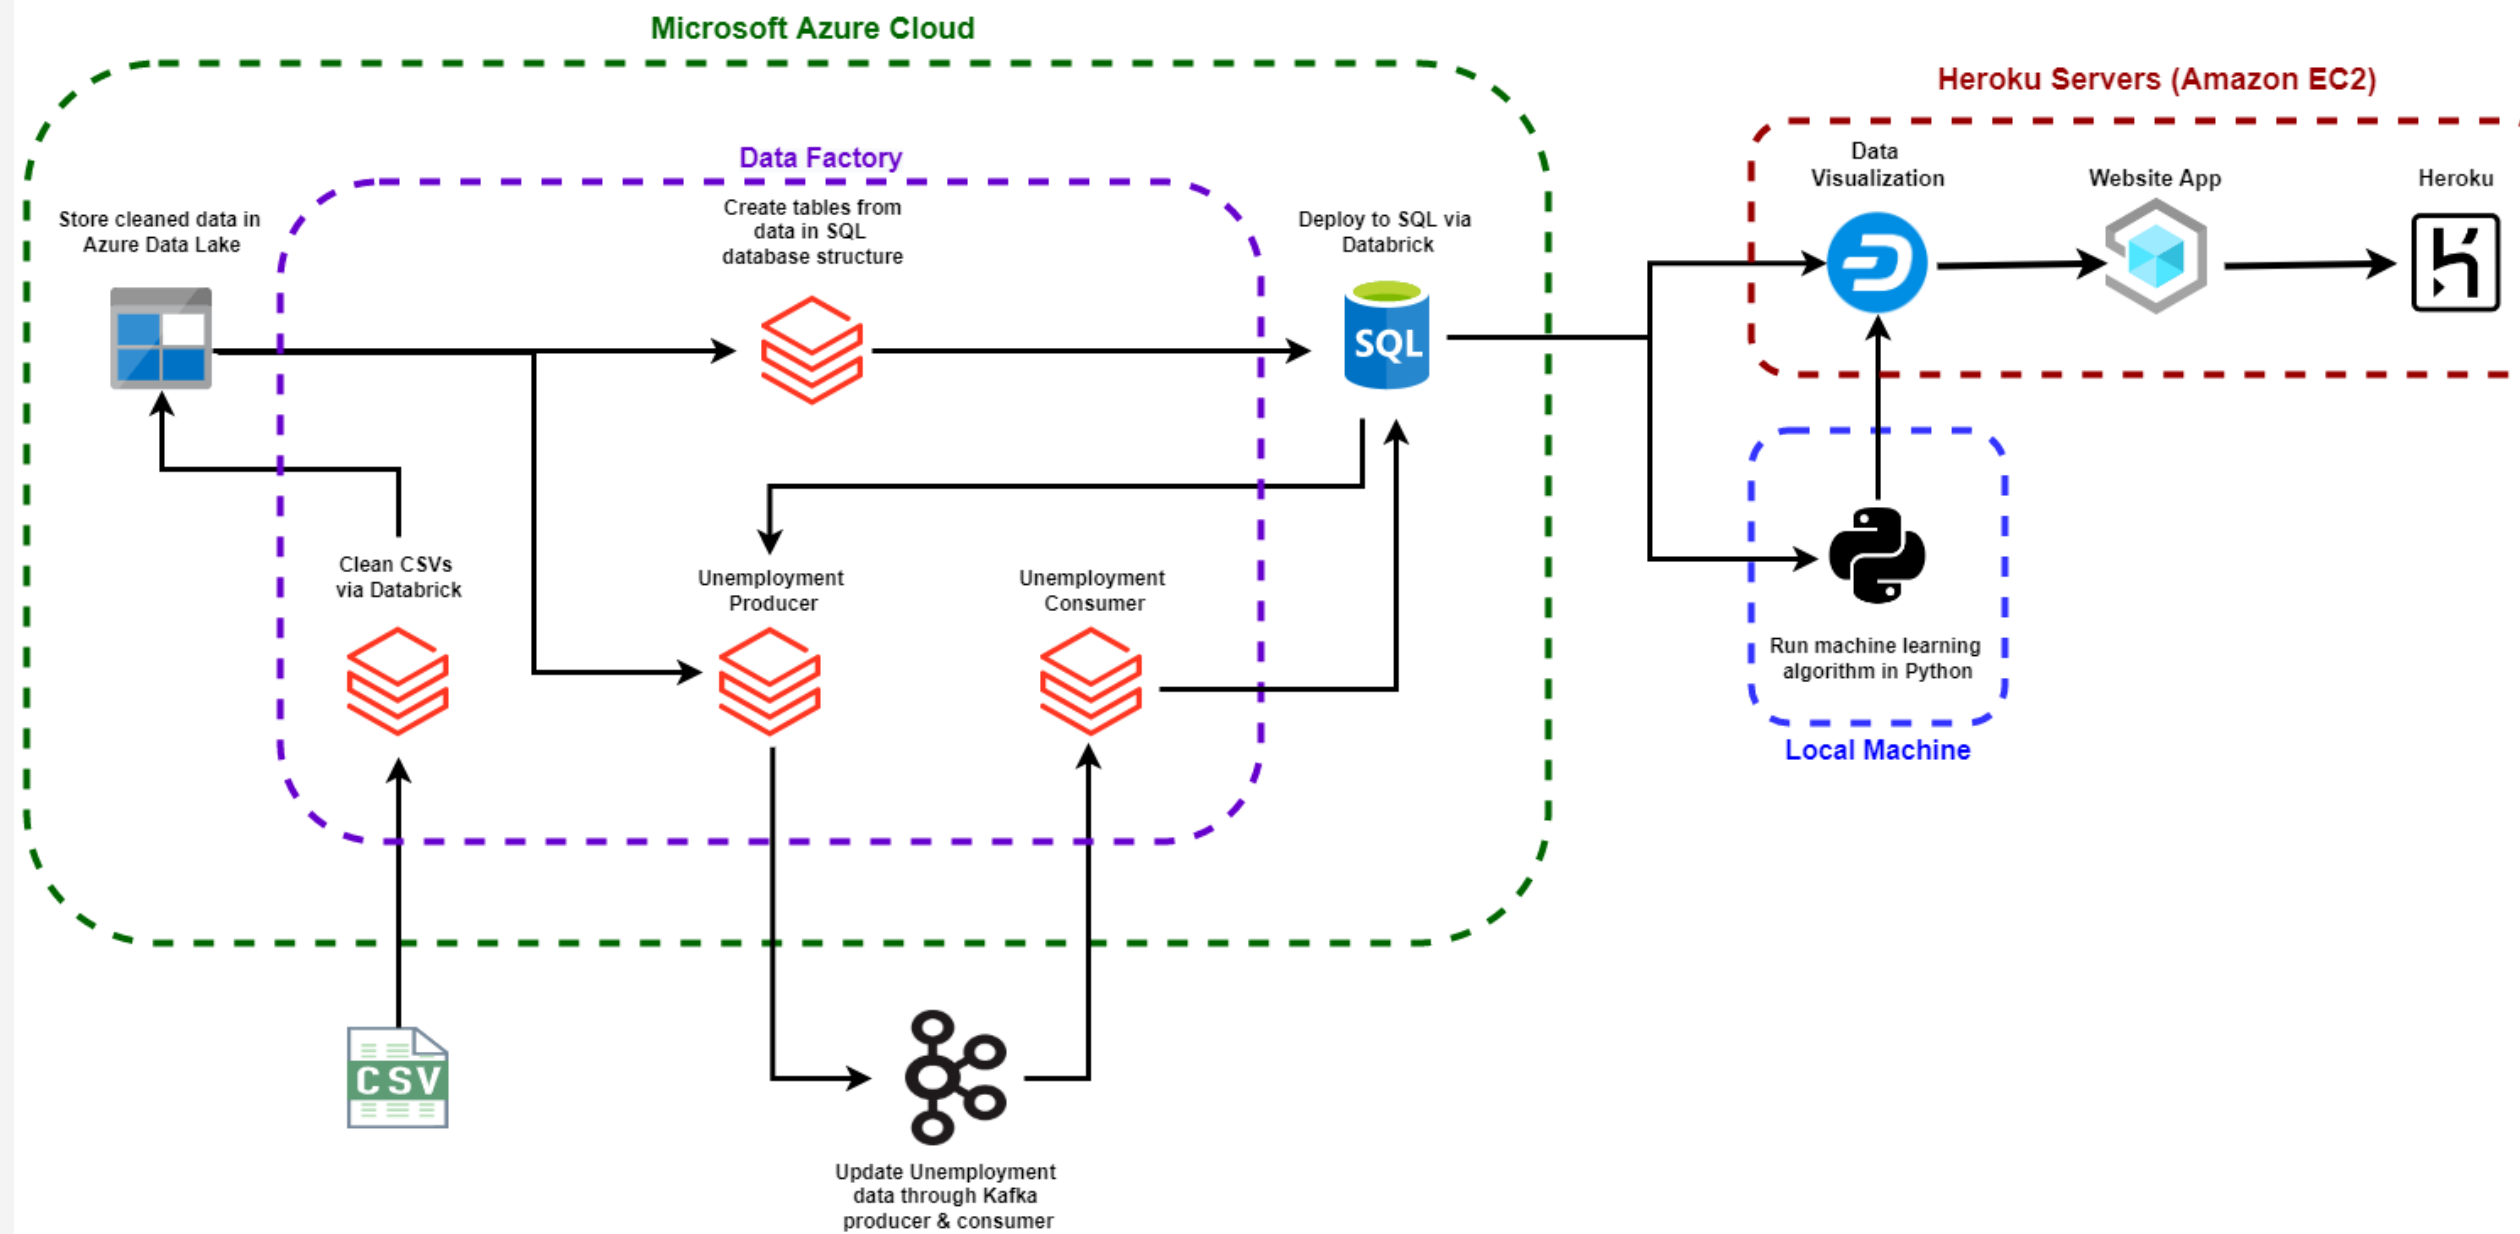 Microsoft Azure Cloud
Heroku Servers (Amazon EC2)
Data Factory
Data
Visualization
Website App
Heroku
Store cleaned data in
Azure Data Lake
Create tables from
data in SQL
database structure
Deploy to SQL via
Databrick
SQL
Clean CSVs
via Databrick
Unemployment
Producer
Unemployment
Consumer
Run machine learning
algorithm in Python
Local Machine
CSV
Update Unemployment
data through Kafka
producer & consumer